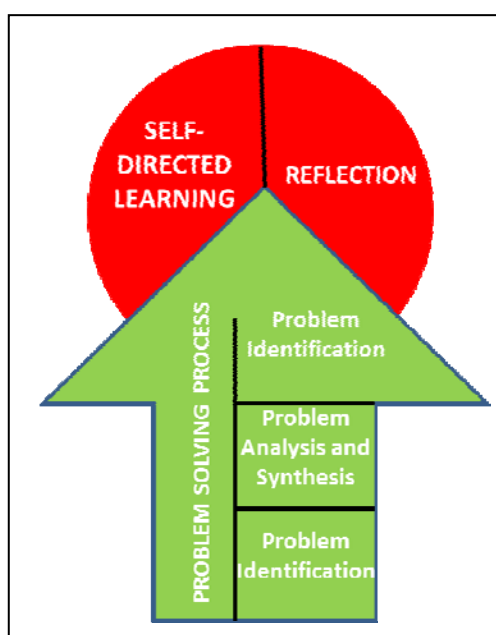 SELF-
DIRECTED
LEARNING
REFLECTION
PROBLEM SOLVING PROCESS
Problem
Identification
Problem
Analysis and
Synthesis
Problem
Identification